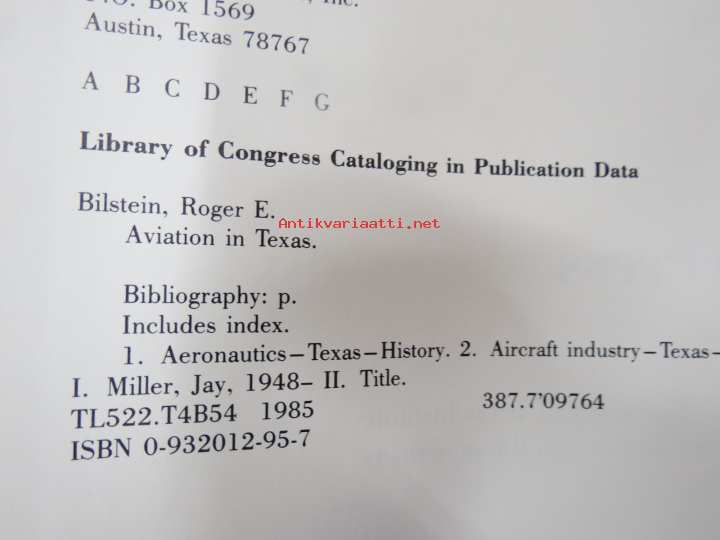 Box 1569
Austin, Texas 78767
A B C D E F G
Library of Congress Cataloging in Publication Data
Bilstein, Roger E.
Antikvariaatti.net
Aviation in Texas.
Bibliography: p.
Includes index.
1. Aeronautics—Texas—History. 2. Aircraft industry—Texas—
I. Miller, Jay, 1948– II. Title.
TL522.T4B54 1985 387.7'09764
ISBN 0-932012-95-7